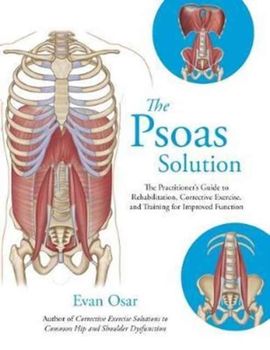 The
Psoas
Solution
The Practitioner's Guide to
Rehabilitation, Corrective Exercise,
and Training for Improved Function
Evan Osar
Author of Corrective Exercise Solutions to
Common Hip and Shoulder Dysfunction